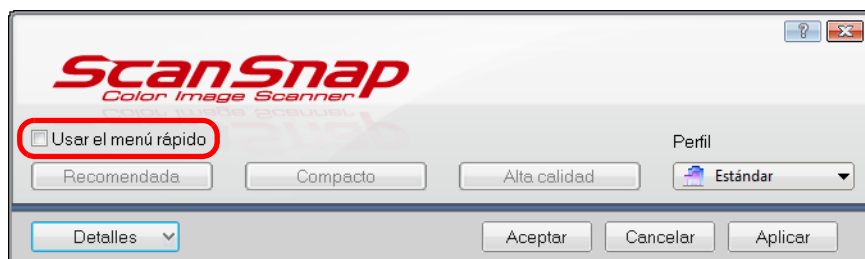 ScanSnap
Color Image Scanner
Usar el menú rápido
Perfil
Recomendada Compacto Alta calidad Estándar
Detalles Aceptar Cancelar Aplicar